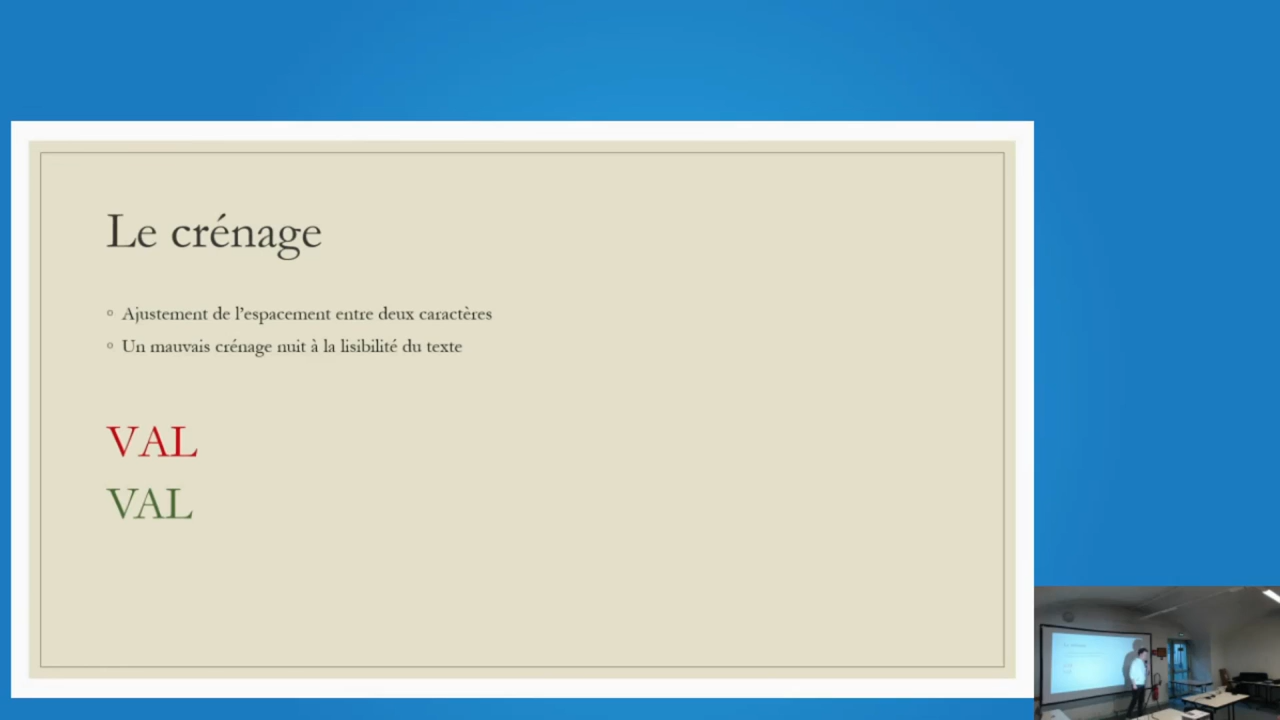 Le crénage
◦ Ajustement de l’espacement entre deux caractères
◦ Un mauvais crénage nuit à la lisibilité du texte
VAL
VAL